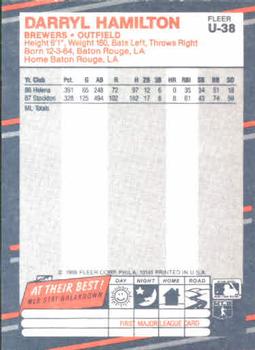 DARRYL HAMILTON
FLEER
U-38
BREWERS • OUTFIELD
Height 6'1", Weight 180, Bats Left, Throws Right
Born 12-3-64, Baton Rouge, LA
Home Baton Rouge, LA
Yr. Club Pct. G AB R H 2B 3B HR RBI SB BB SO
86 Helena .391 65 248 72 97 12 6 0 35 34 51 18
87 Stockton .328 125 494 102 162 17 6 8 61 43 74 59
ML Totals
© 1988 FLEER CORP. PHILA. 19141 PRINTED IN U.S.A.
AT THEIR BEST!
MLB STAT BREAKDOWN
DAY NIGHT HOME ROAD
FIRST MAJOR LEAGUE CARD